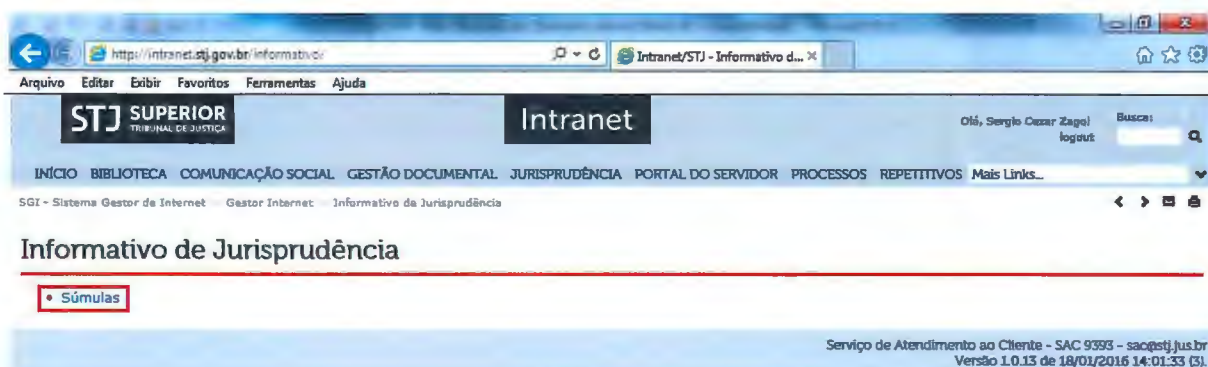 http://intranet.stj.gov.br/informativo/
Intranet/STJ - Informativo d... ×
Arquivo Editar Exibir Favoritos Ferramentas Ajuda
STJ SUPERIOR
TRIBUNAL DE JUSTIÇA
Intranet
Olá, Sergio Cezar Zagol
logout
Busca:
INÍCIO BIBLIOTECA COMUNICAÇÃO SOCIAL GESTÃO DOCUMENTAL JURISPRUDÊNCIA PORTAL DO SERVIDOR PROCESSOS REPETITIVOS Mais Links...
SGI - Sistema Gestor de Internet Gestor Internet Informativo de Jurisprudência
Informativo de Jurisprudência
• Súmulas
Serviço de Atendimento ao Cliente - SAC 9393 - sac@stj.jus.br
Versão 1.0.13 de 18/01/2016 14:01:33 (3).